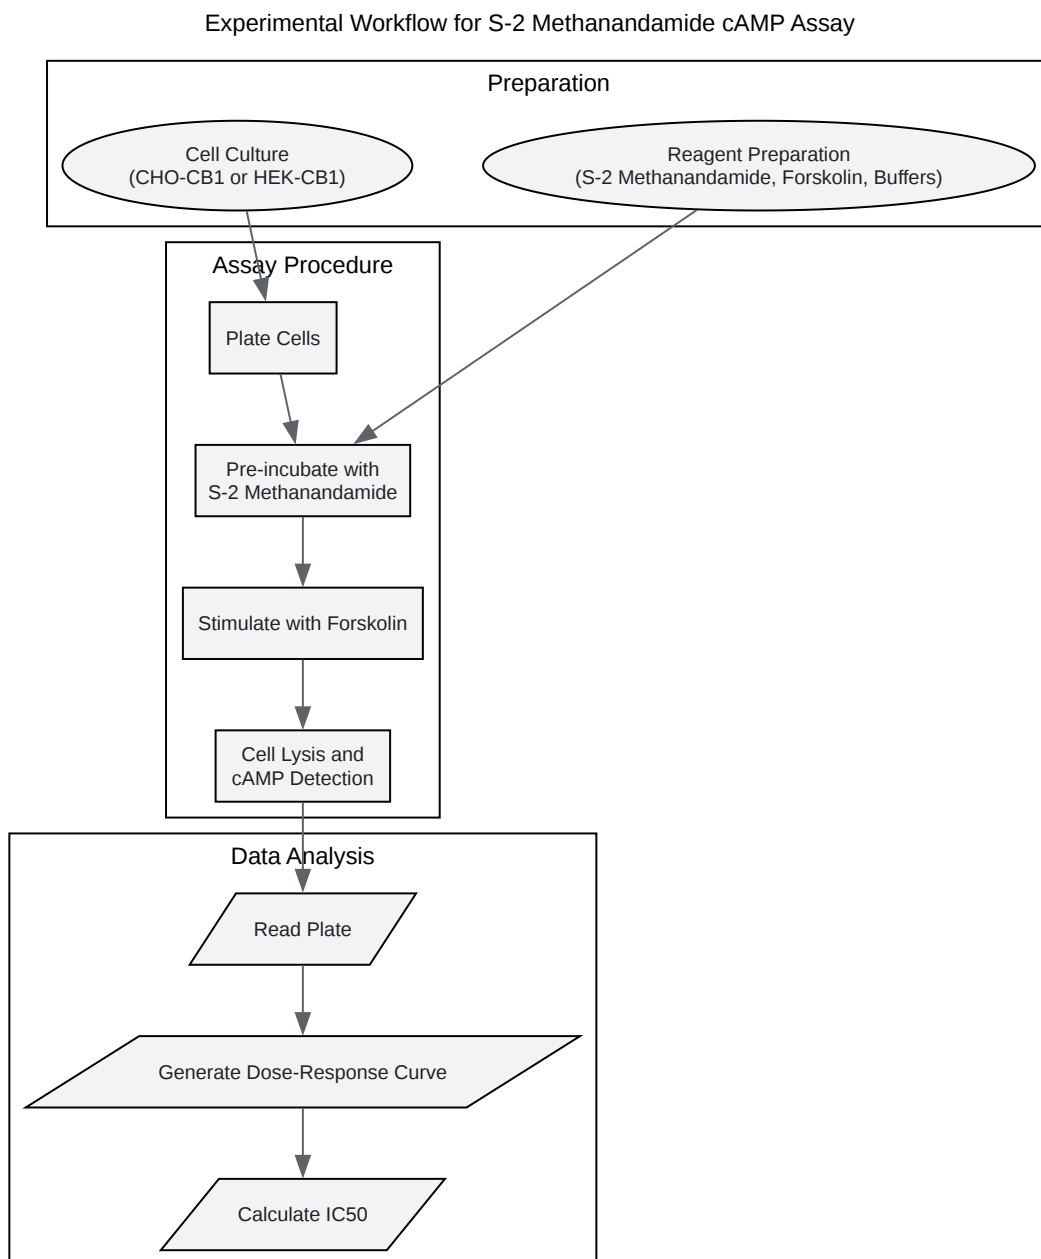 Experimental Workflow for S-2 Methanandamide cAMP Assay
Preparation
Cell Culture
(CHO-CB1 or HEK-CB1)
Reagent Preparation
(S-2 Methanandamide, Forskolin, Buffers)
Assay Procedure
Plate Cells
Pre-incubate with
S-2 Methanandamide
Stimulate with Forskolin
Cell Lysis and
cAMP Detection
Data Analysis
Read Plate
Generate Dose-Response Curve
Calculate IC50